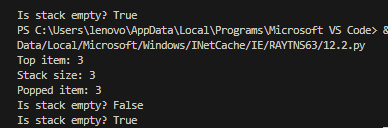 Is stack empty? True
PS C:\Users\lenovo\AppData\Local\Programs\Microsoft VS Code> &
Data/Local/Microsoft/Windows/INetCache/IE/RAYTNS63/12.2.py
Top item: 3
Stack size: 3
Popped item: 3
Is stack empty? False
Is stack empty? True